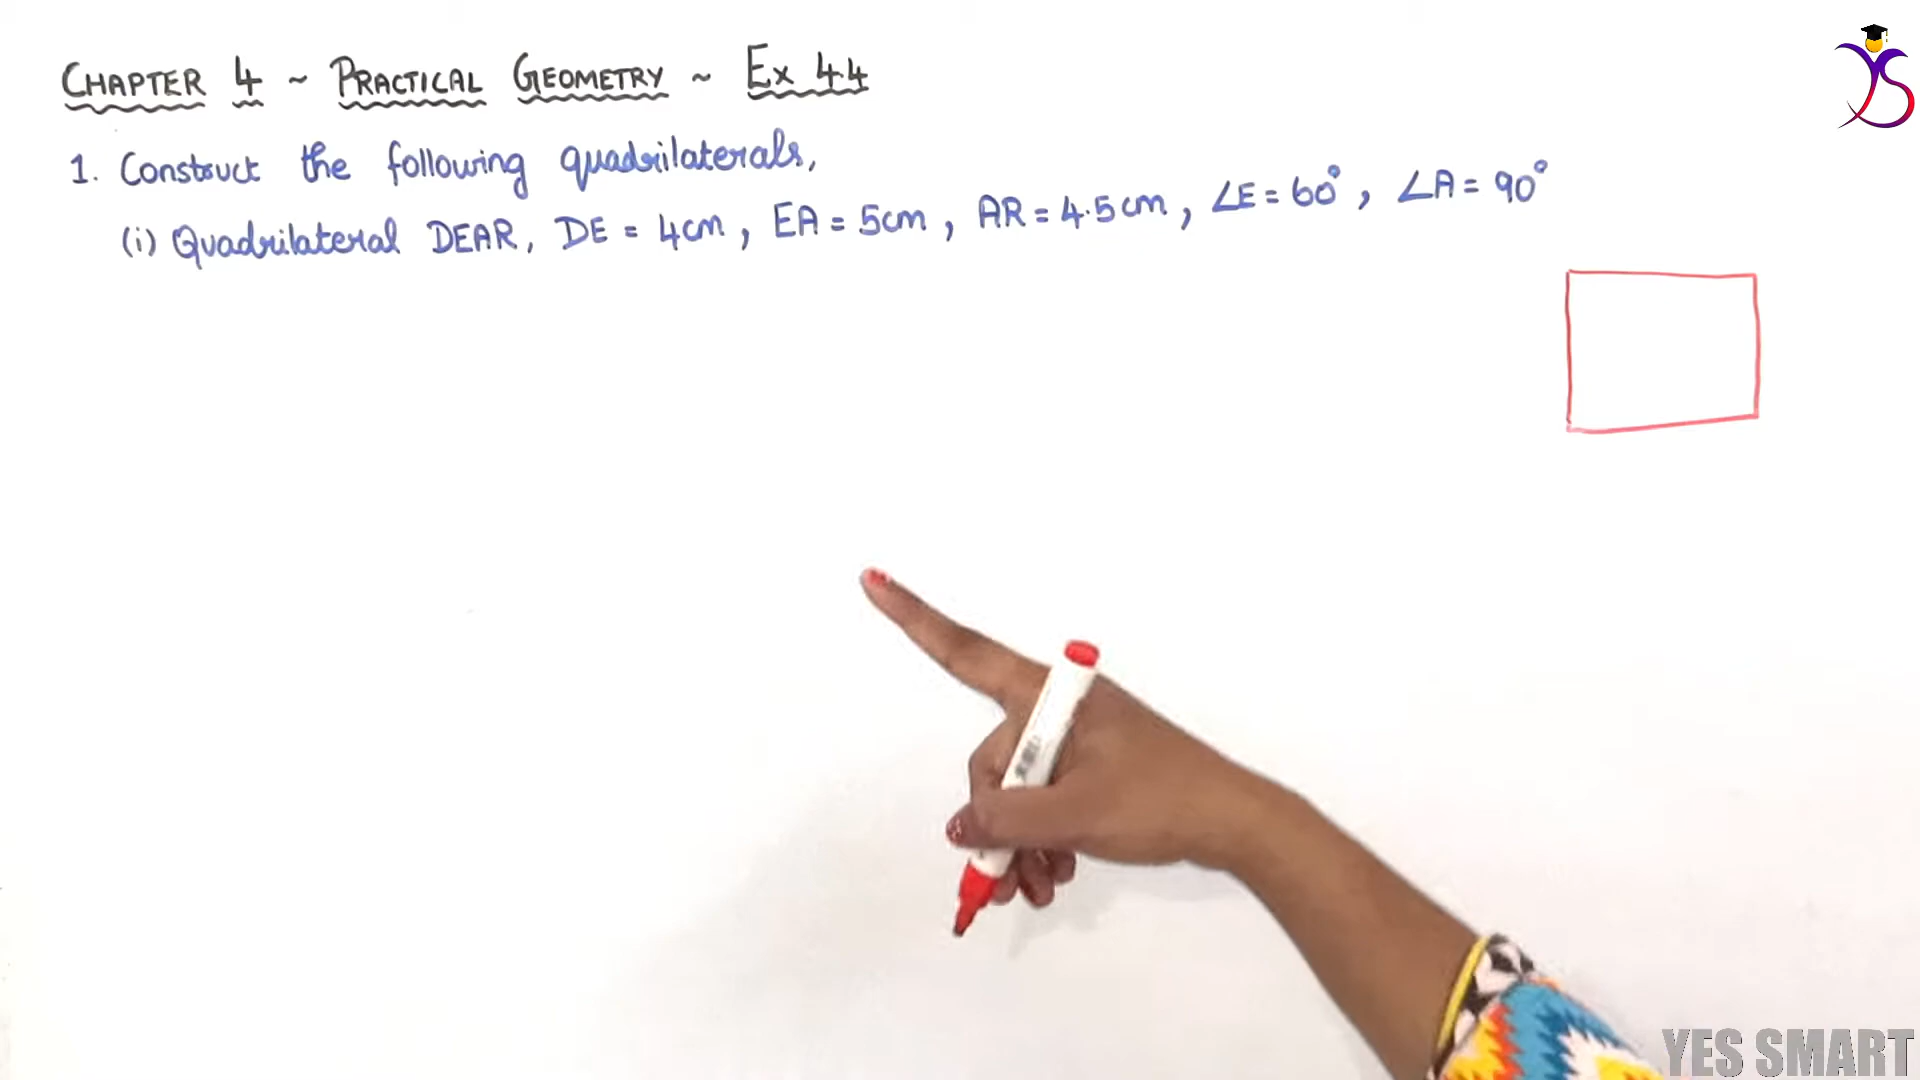 CHAPTER 4 ~ PRACTICAL GEOMETRY ~ Ex 4.4
1. Construct the following quadrilaterals,
(i) Quadrilateral DEAR, DE = 4cm, EA = 5cm, AR = 4.5cm, ∠E = 60°, ∠A = 90°
YS
YES SMART